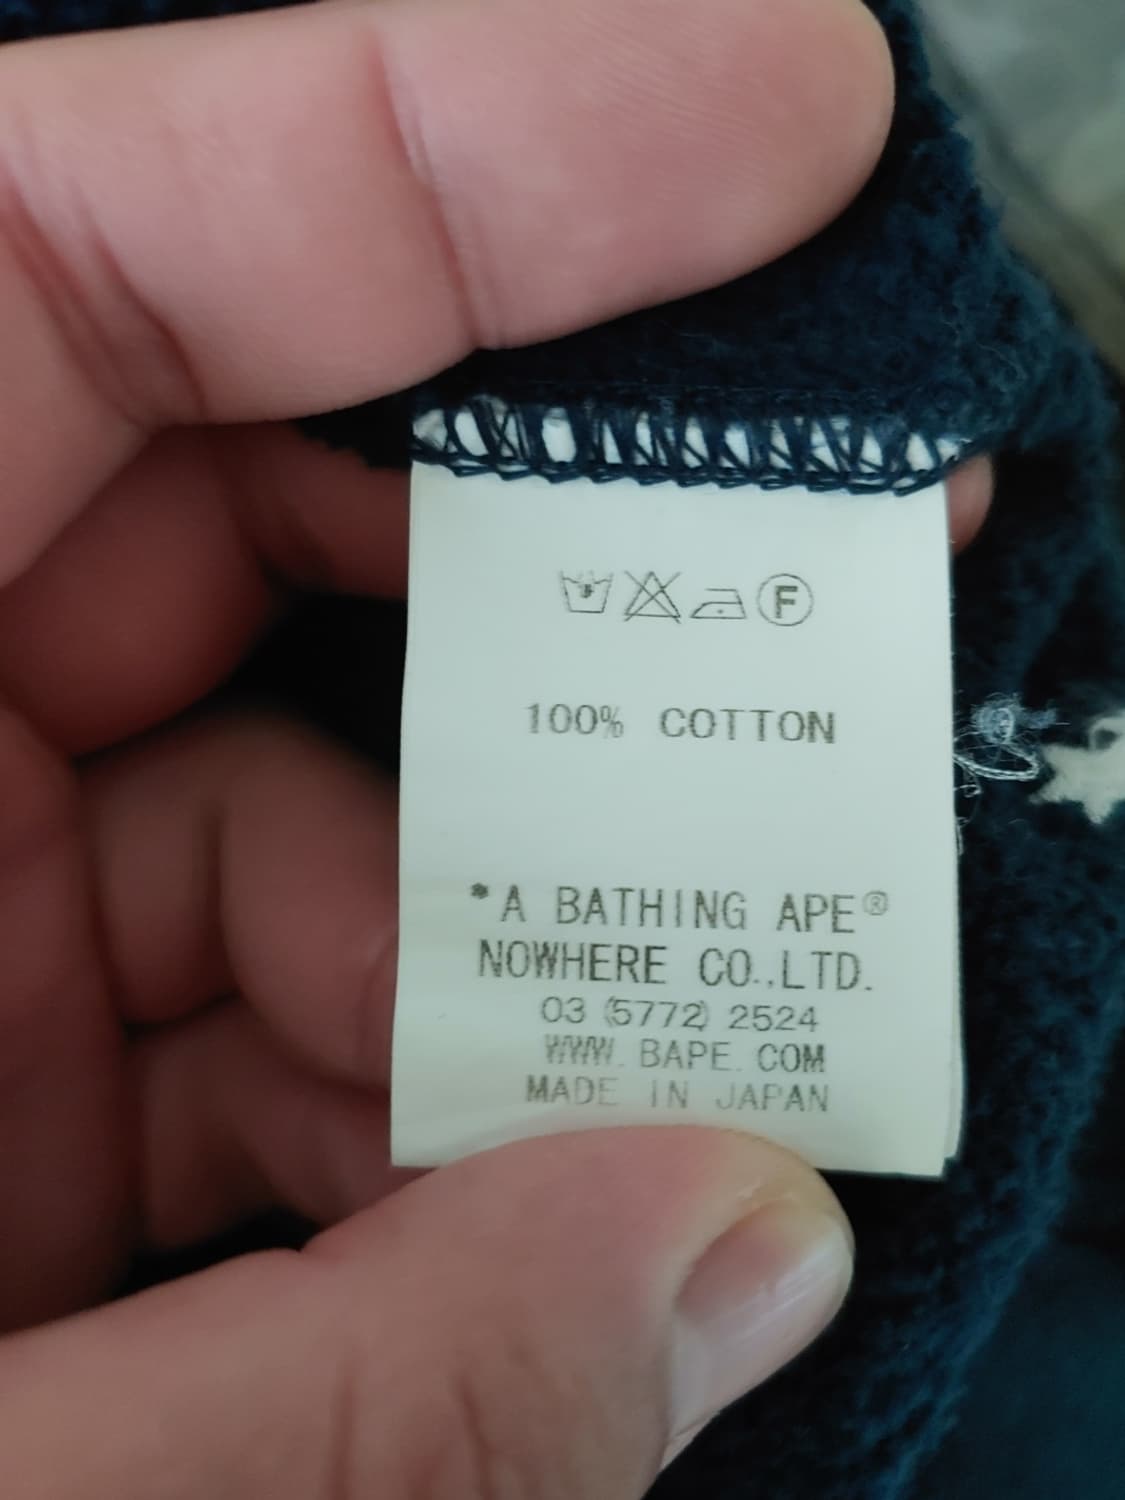 F
100% COTTON
*A BATHING APE®
NOWHERE CO.,LTD.
03 (5772) 2524
WWW. BAPE. COM
MADE IN JAPAN